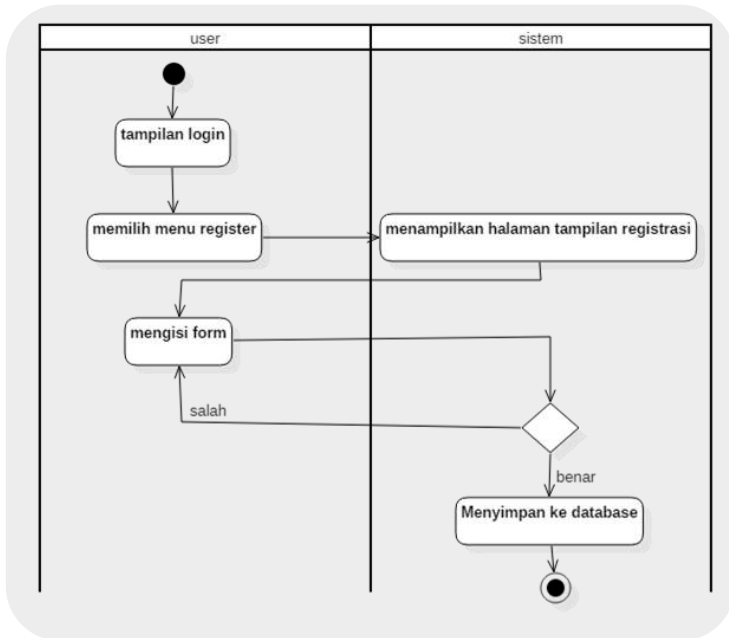 user
sistem
tampilan login
memilih menu register
menampilkan halaman tampilan registrasi
mengisi form
salah
benar
Menyimpan ke database